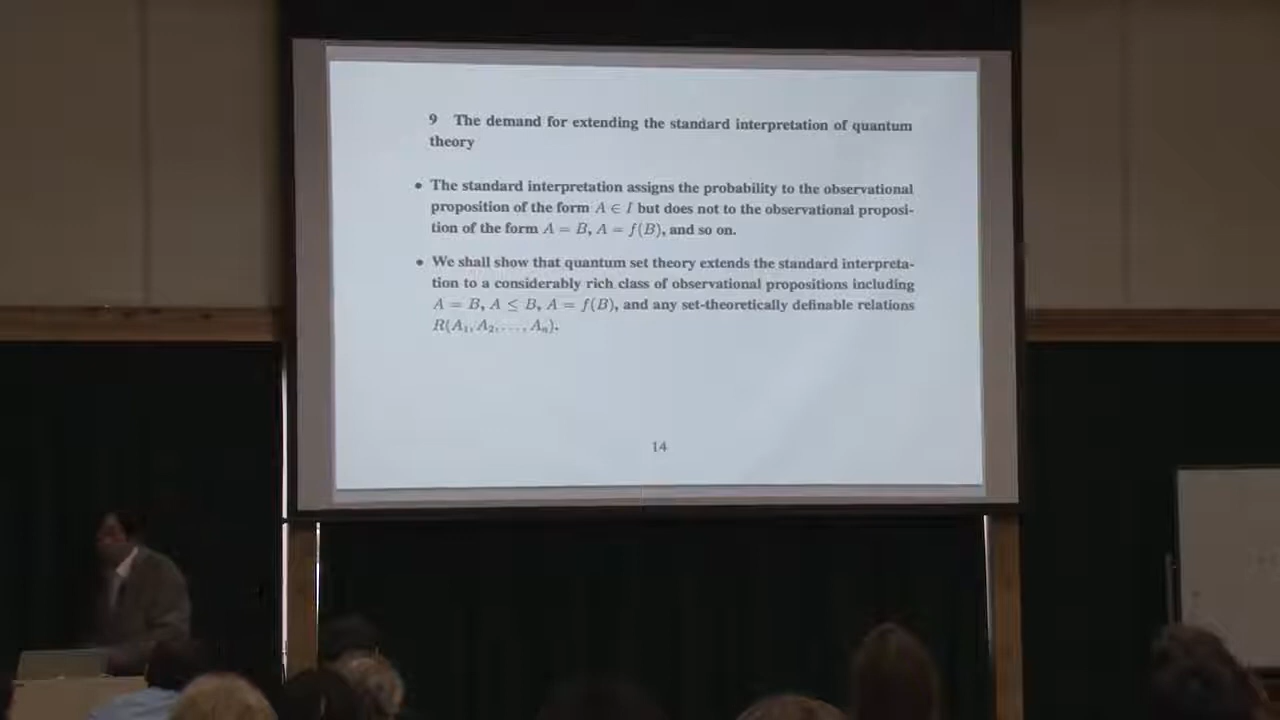 9 The demand for extending the standard interpretation of quantum
theory
• The standard interpretation assigns the probability to the observational
proposition of the form A ∈ I but does not to the observational proposi-
tion of the form A = B, A = f(B), and so on.
• We shall show that quantum set theory extends the standard interpreta-
tion to a considerably rich class of observational propositions including
A = B, A ≤ B, A = f(B), and any set-theoretically definable relations
R(A₁, A₂, . . . , Aₙ).
14